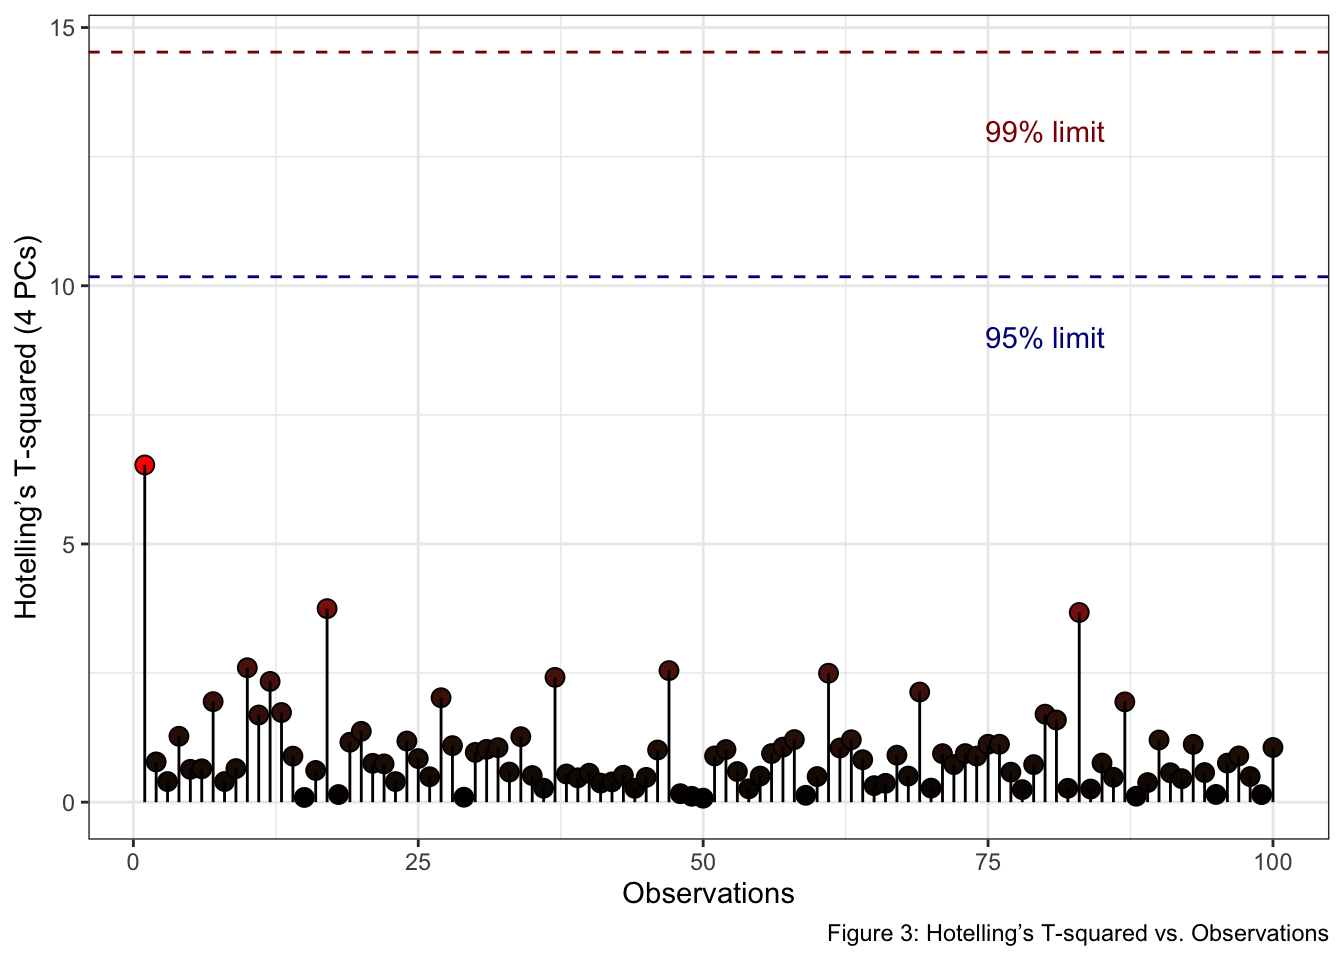 15
99% limit
10
95% limit
Hotelling’s T-squared (4 PCs)
5
0
0 25 50 75 100
Observations
Figure 3: Hotelling’s T-squared vs. Observations